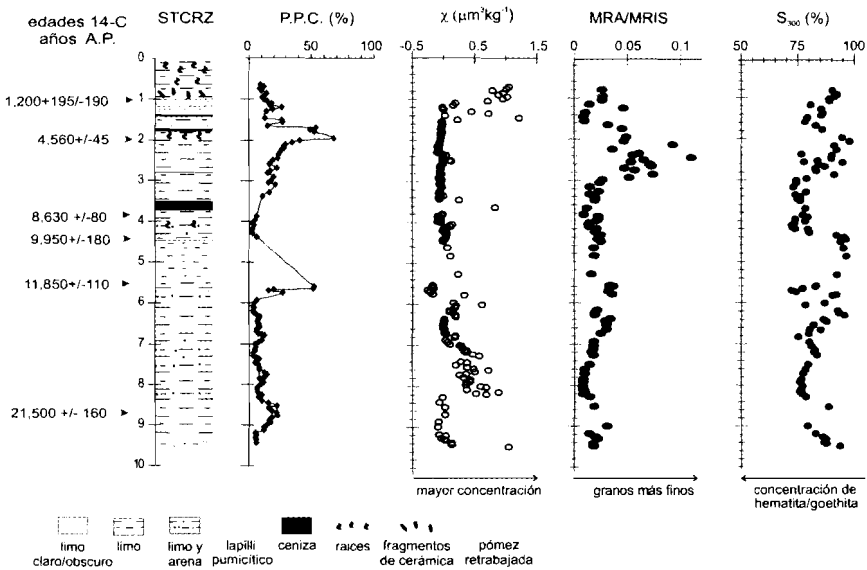 edades 14-C
años A.P.
STCRZ
P.P.C. (%)
χ (μm³kg⁻¹)
MRA/MRIS
S₃₀₀ (%)
0 50 100
-0.5 0.5 1.5
0 0.05 0.1
50 75 100
0
1
2
3
4
5
6
7
8
9
10
1,200+195/-190
4,560+/-45
8,630 +/-80
9,950+/-180
11,850+/-110
21,500 +/- 160
mayor concentración
granos más finos
concentración de
hematita/goethita
limo
claro/obscuro
limo
limo y
arena
lapilli
pumicítico
ceniza
raices
fragmentos
de cerámica
pómez
retrabajada